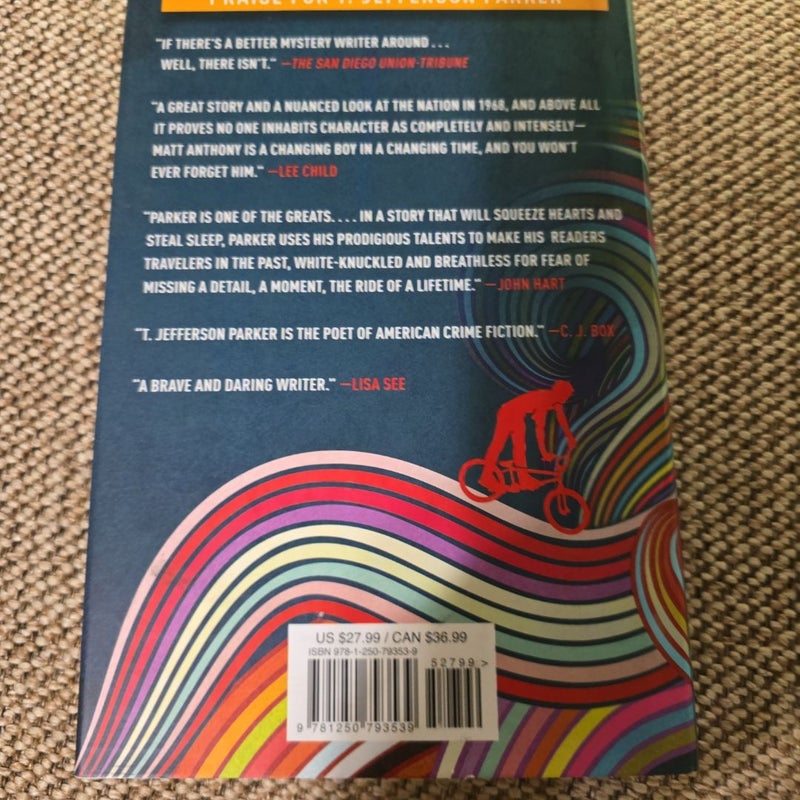 PRAISE FOR T. JEFFERSON PARKER
"IF THERE'S A BETTER MYSTERY WRITER AROUND . . .
WELL, THERE ISN'T." —THE SAN DIEGO UNION-TRIBUNE
"A GREAT STORY AND A NUANCED LOOK AT THE NATION IN 1968, AND ABOVE ALL
IT PROVES NO ONE INHABITS CHARACTER AS COMPLETELY AND INTENSELY—
MATT ANTHONY IS A CHANGING BOY IN A CHANGING TIME, AND YOU WON'T
EVER FORGET HIM." —LEE CHILD
"PARKER IS ONE OF THE GREATS. . . . IN A STORY THAT WILL SQUEEZE HEARTS AND
STEAL SLEEP, PARKER USES HIS PRODIGIOUS TALENTS TO MAKE HIS READERS
TRAVELERS IN THE PAST, WHITE-KNUCKLED AND BREATHLESS FOR FEAR OF
MISSING A DETAIL, A MOMENT, THE RIDE OF A LIFETIME." —JOHN HART
"T. JEFFERSON PARKER IS THE POET OF AMERICAN CRIME FICTION." —C. J. BOX
"A BRAVE AND DARING WRITER." —LISA SEE
US $27.99 / CAN $36.99
ISBN 978-1-250-79353-9
52799>
9 781250 793539